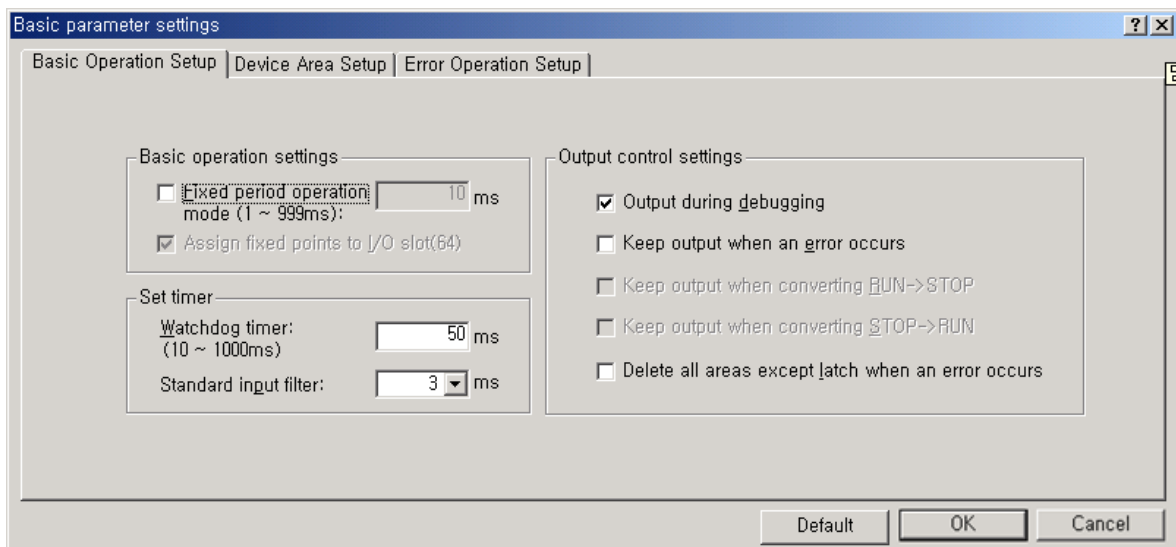 Basic parameter settings
Basic Operation Setup
Device Area Setup
Error Operation Setup
Basic operation settings
Fixed period operation
mode (1 ~ 999ms):
10 ms
Assign fixed points to I/O slot(64)
Set timer
Watchdog timer:
(10 ~ 1000ms)
50 ms
Standard input filter:
3 ms
Output control settings
Output during debugging
Keep output when an error occurs
Keep output when converting RUN->STOP
Keep output when converting STOP->RUN
Delete all areas except latch when an error occurs
Default
OK
Cancel